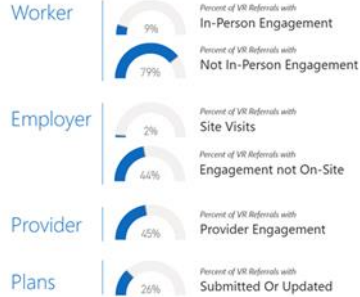 Worker
9%
Percent of VR Referrals with
In-Person Engagement
79%
Percent of VR Referrals with
Not In-Person Engagement
Employer
2%
Percent of VR Referrals with
Site Visits
44%
Percent of VR Referrals with
Engagement not On-Site
Provider
45%
Percent of VR Referrals with
Provider Engagement
Plans
26%
Percent of VR Referrals with
Submitted Or Updated